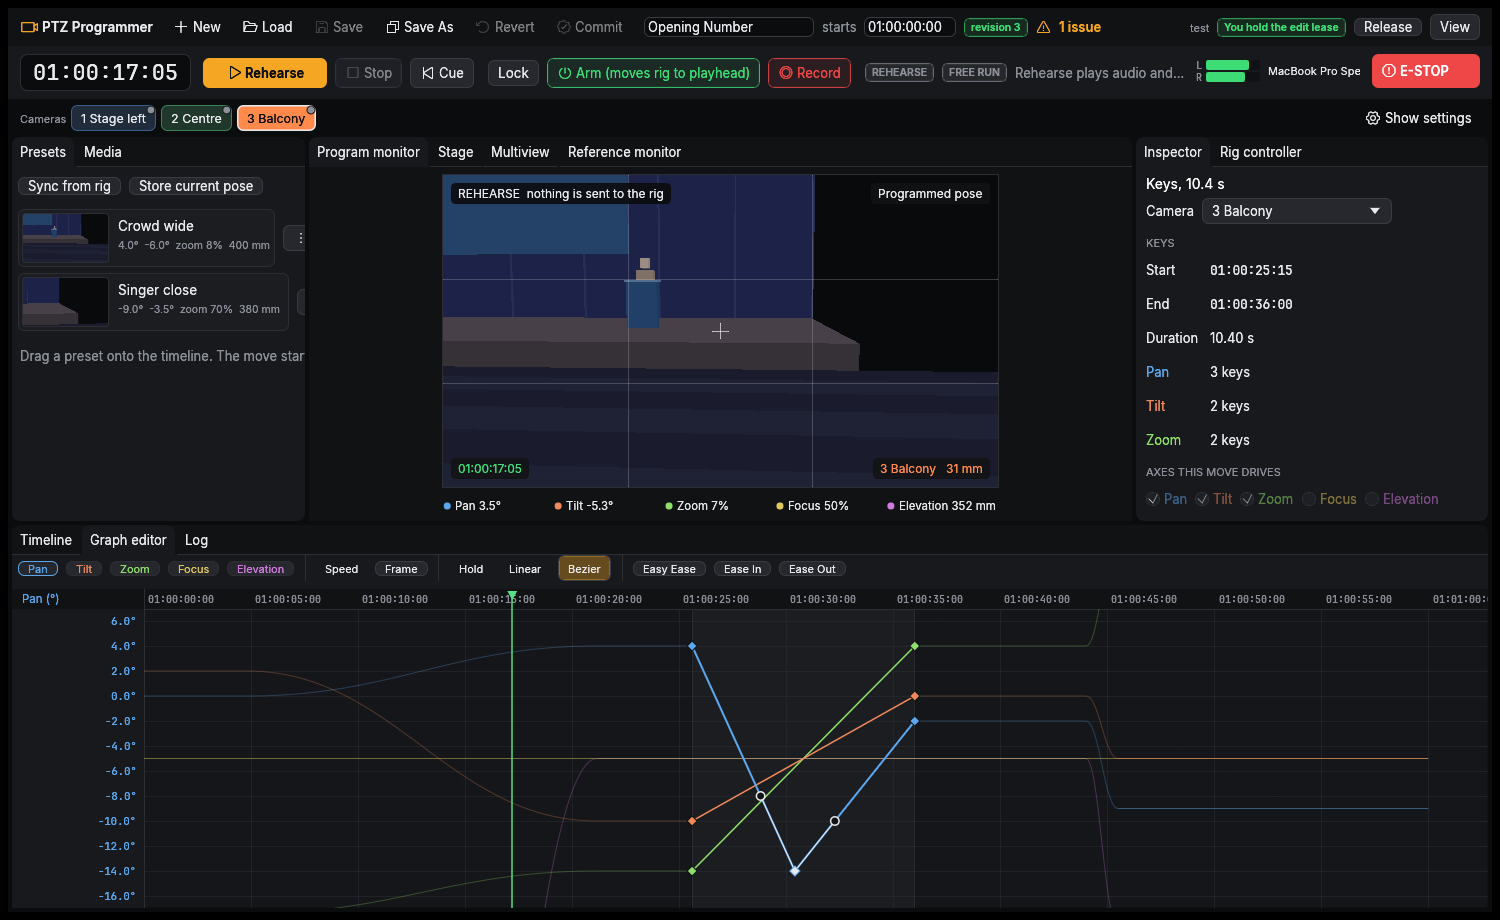 PTZ Programmer New Load Save Save As Revert Commit Opening Number starts 01:00:00:00 revision 3 1 issue test You hold the edit lease Release View
01:00:17:05 Rehearse Stop Cue Lock Arm (moves rig to playhead) Record REHEARSE FREE RUN Rehearse plays audio and... L R MacBook Pro Spe E-STOP
Cameras 1 Stage left 2 Centre 3 Balcony Show settings
Presets Media
Sync from rig Store current pose
Crowd wide
4.0° -6.0° zoom 8% 400 mm
Singer close
-9.0° -3.5° zoom 70% 380 mm
Drag a preset onto the timeline. The move star
Program monitor Stage Multiview Reference monitor
REHEARSE nothing is sent to the rig Programmed pose
01:00:17:05 3 Balcony 31 mm
Pan 3.5° Tilt -5.3° Zoom 7% Focus 50% Elevation 352 mm
Inspector Rig controller
Keys, 10.4 s
Camera 3 Balcony
KEYS
Start 01:00:25:15
End 01:00:36:00
Duration 10.40 s
Pan 3 keys
Tilt 2 keys
Zoom 2 keys
AXES THIS MOVE DRIVES
Pan Tilt Zoom Focus Elevation
Timeline Graph editor Log
Pan Tilt Zoom Focus Elevation Speed Frame Hold Linear Bezier Easy Ease Ease In Ease Out
Pan (°) 01:00:00:00 01:00:05:00 01:00:10:00 01:00:15:00 01:00:20:00 01:00:25:00 01:00:30:00 01:00:35:00 01:00:40:00 01:00:45:00 01:00:50:00 01:00:55:00 01:01:00:
6.0°
4.0°
2.0°
0.0°
-2.0°
-4.0°
-6.0°
-8.0°
-10.0°
-12.0°
-14.0°
-16.0°